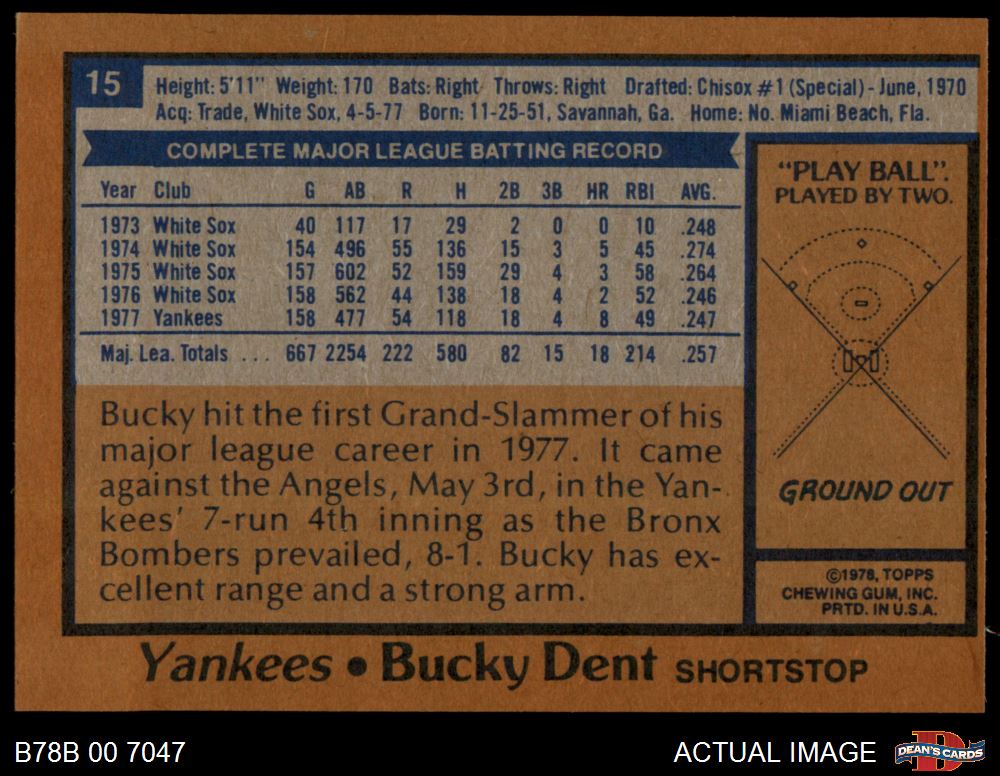 15
Height: 5'11" Weight: 170 Bats: Right Throws: Right Drafted: Chisox #1 (Special) - June, 1970
Acq: Trade, White Sox, 4-5-77 Born: 11-25-51, Savannah, Ga. Home: No. Miami Beach, Fla.
COMPLETE MAJOR LEAGUE BATTING RECORD
Year Club G AB R H 2B 3B HR RBI AVG.
1973 White Sox 40 117 17 29 2 0 0 10 .248
1974 White Sox 154 496 55 136 15 3 5 45 .274
1975 White Sox 157 602 52 159 29 4 3 58 .264
1976 White Sox 158 562 44 138 18 4 2 52 .246
1977 Yankees 158 477 54 118 18 4 8 49 .247
Maj. Lea. Totals ... 667 2254 222 580 82 15 18 214 .257
Bucky hit the first Grand-Slammer of his
major league career in 1977. It came
against the Angels, May 3rd, in the Yan-
kees' 7-run 4th inning as the Bronx
Bombers prevailed, 8-1. Bucky has ex-
cellent range and a strong arm.
"PLAY BALL".
PLAYED BY TWO.
GROUND OUT
©1978, TOPPS
CHEWING GUM, INC.
PRTD. IN U.S.A.
Yankees • Bucky Dent SHORTSTOP
B78B 00 7047
ACTUAL IMAGE
DEAN'S CARDS